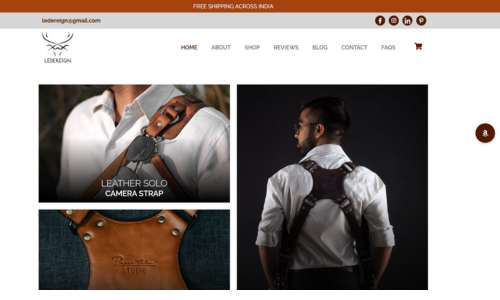 FREE SHIPPING ACROSS INDIA
ledereign@gmail.com
LEDEREIGN
HOME ABOUT SHOP REVIEWS BLOG CONTACT FAQS
LEATHER SOLO
CAMERA STRAP
STUDIO